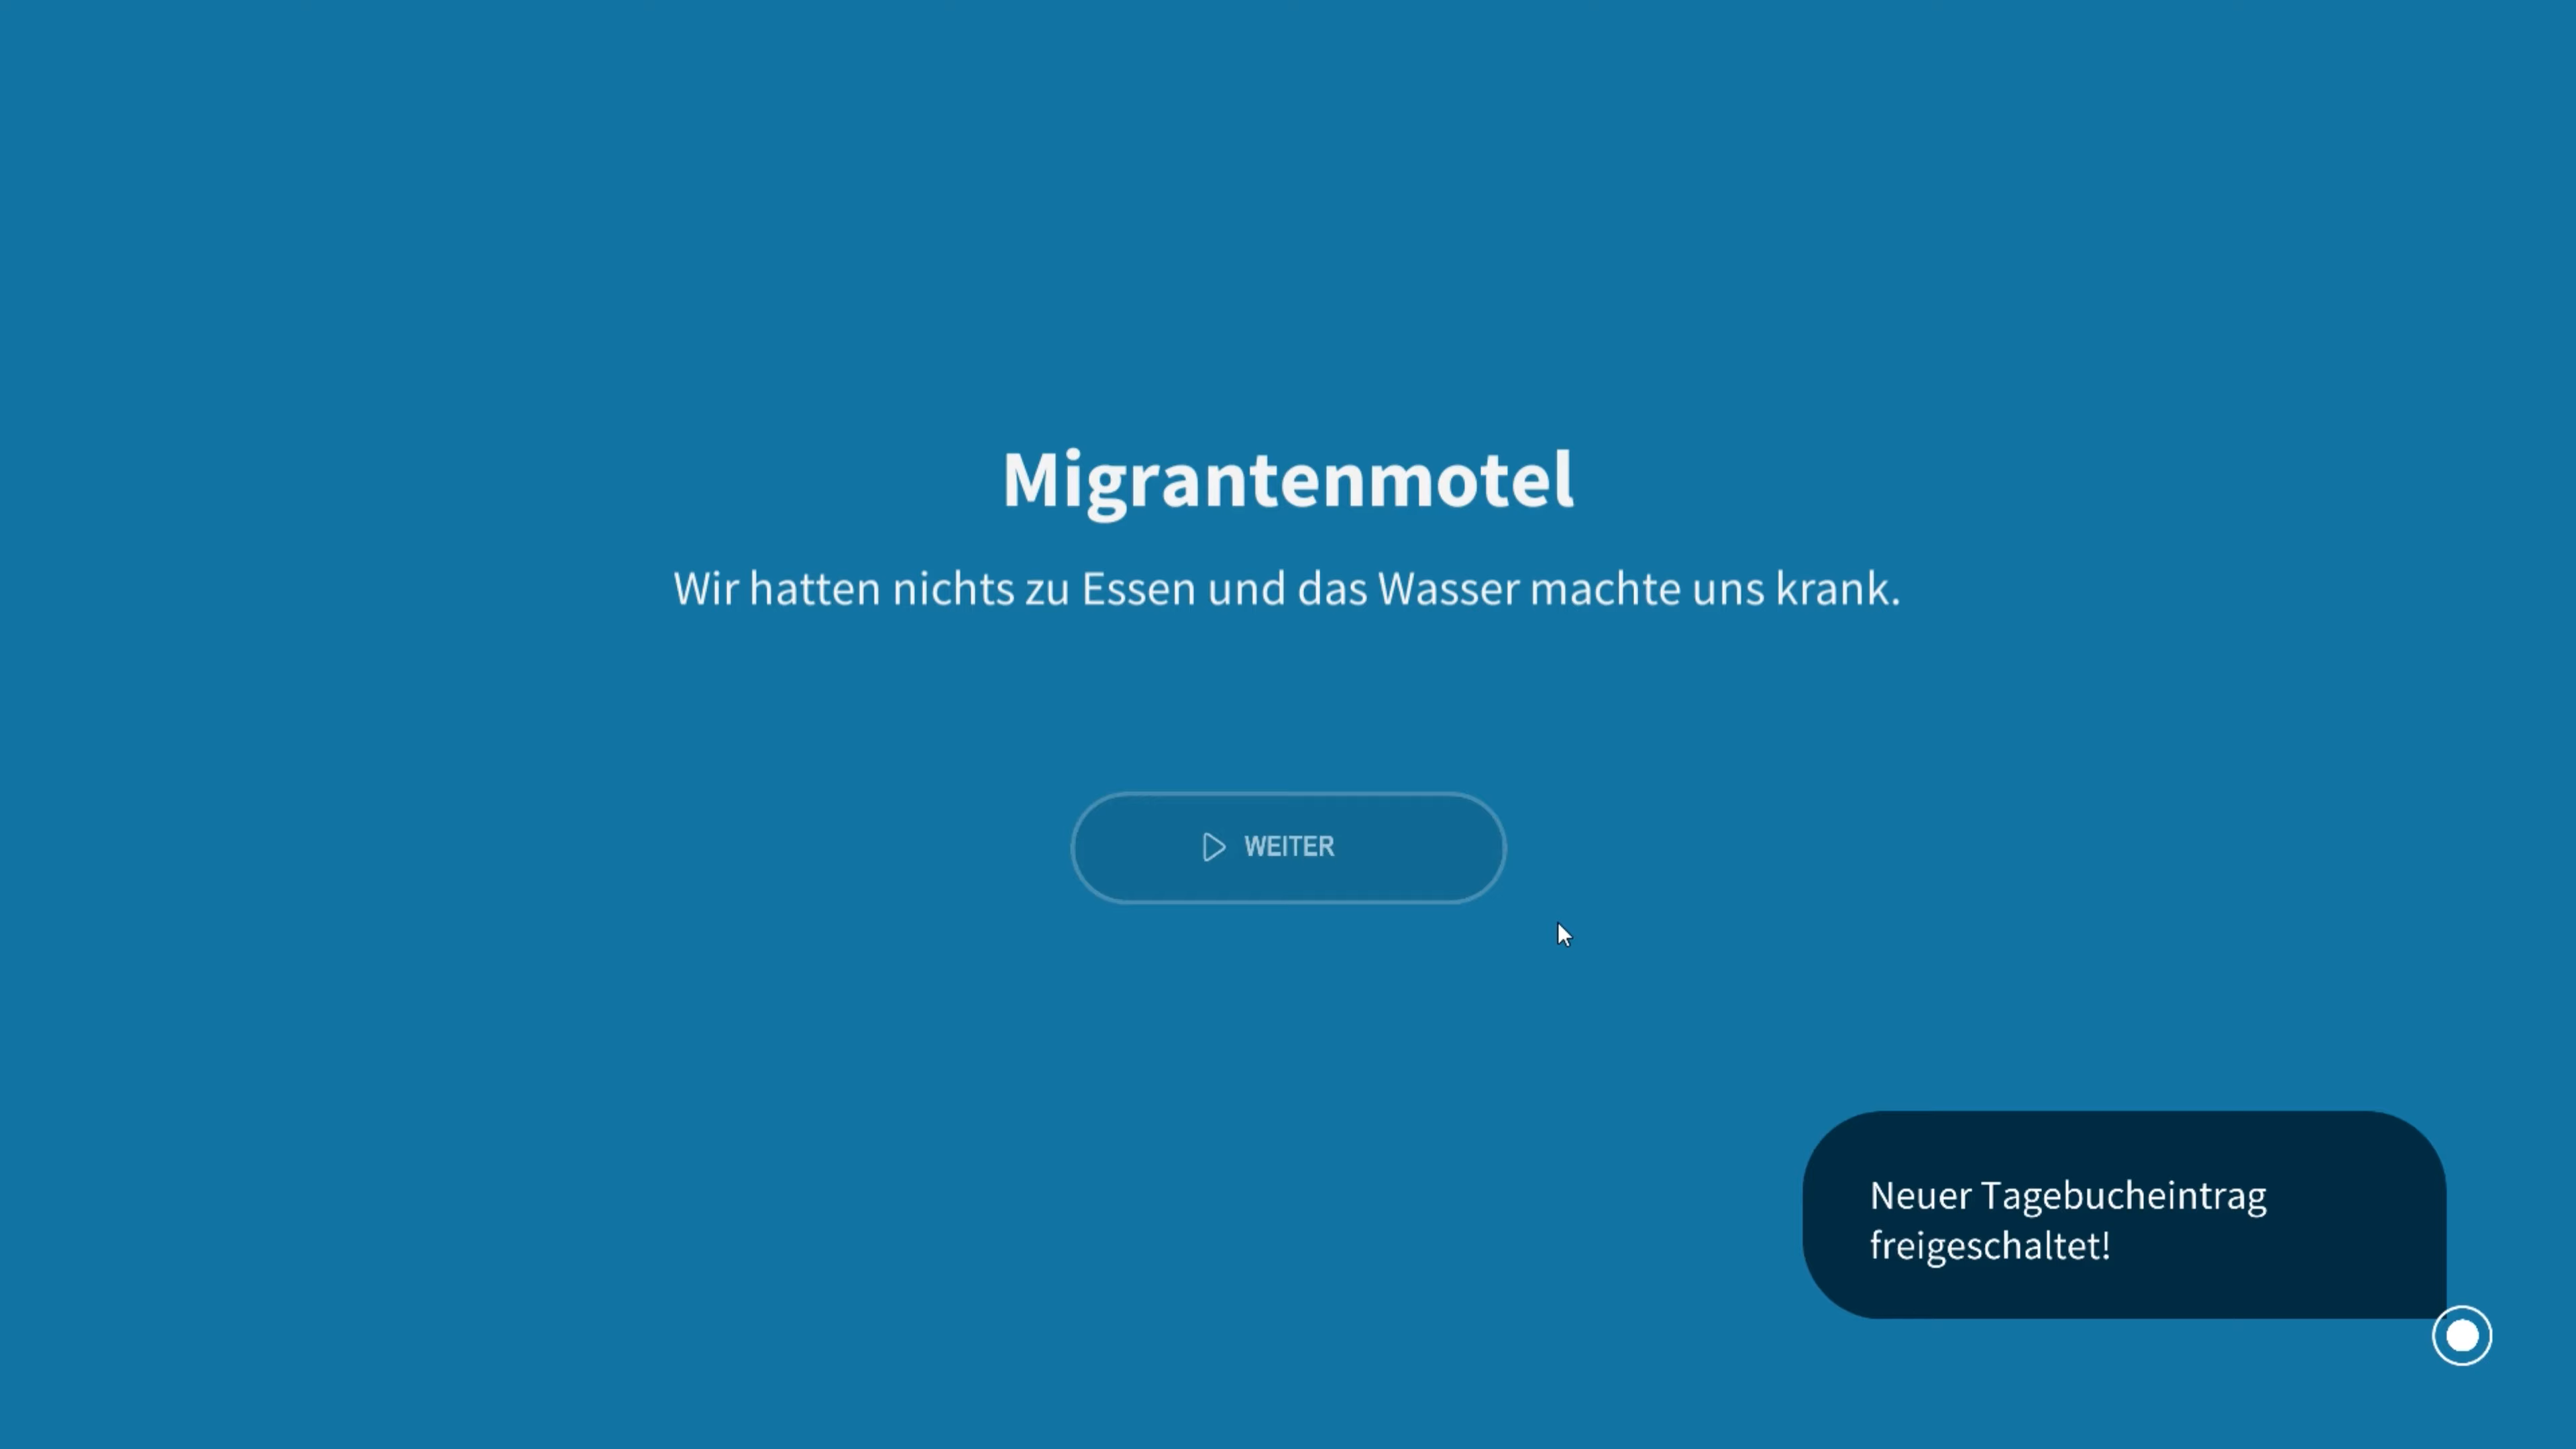 Migrantenmotel
Wir hatten nichts zu Essen und das Wasser machte uns krank.
WEITER
Neuer Tagebucheintrag
freigeschaltet!